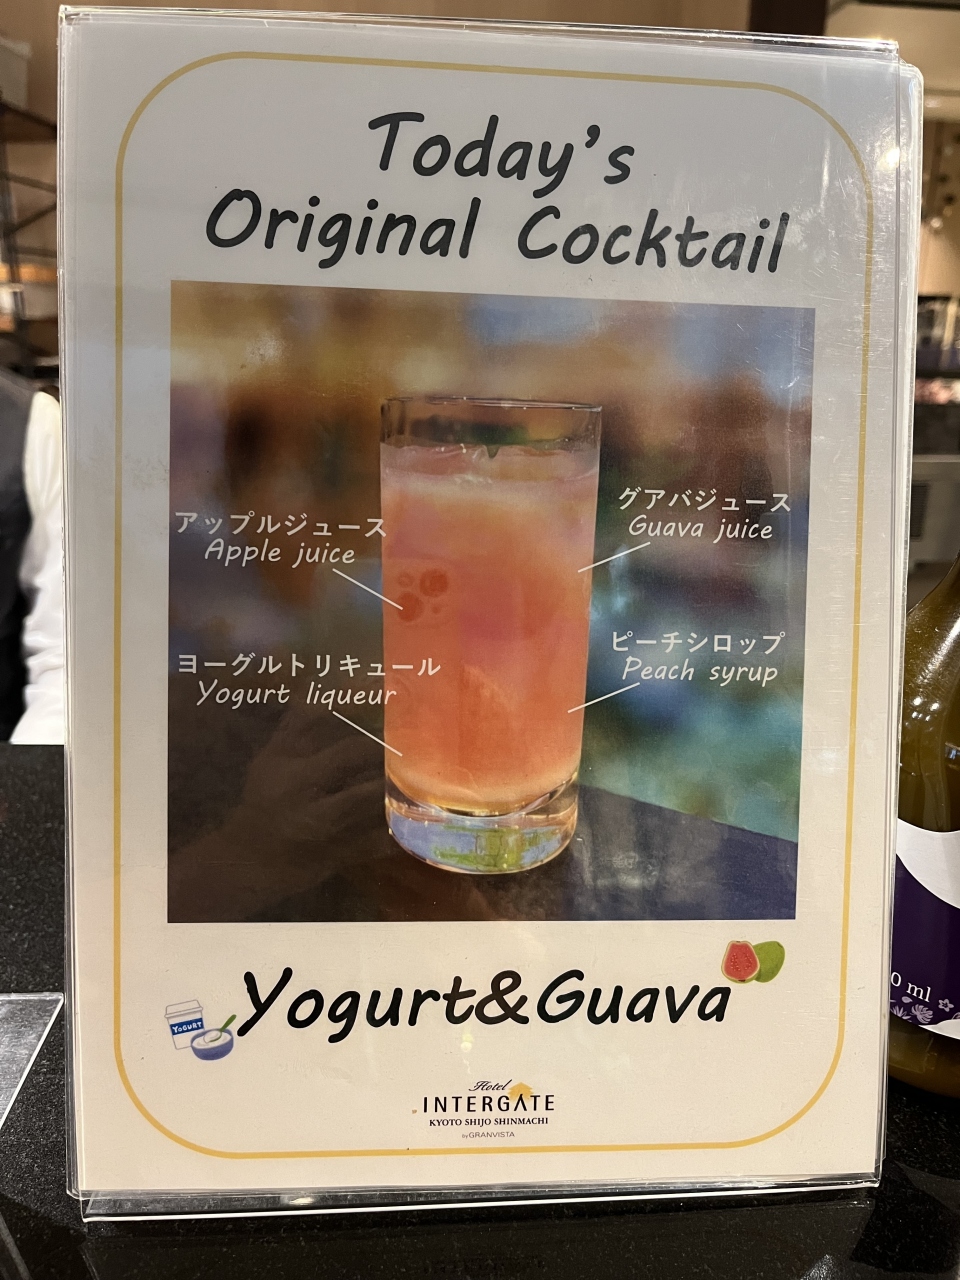 Today's
Original Cocktail
アップルジュース
Apple juice
グアバジュース
Guava juice
ヨーグルトリキュール
Yogurt liqueur
ピーチシロップ
Peach syrup
Yogurt&Guava
YOGURT
Hotel
INTERGATE
KYOTO SHIJO SHINMACHI
by GRANVISTA
0 ml